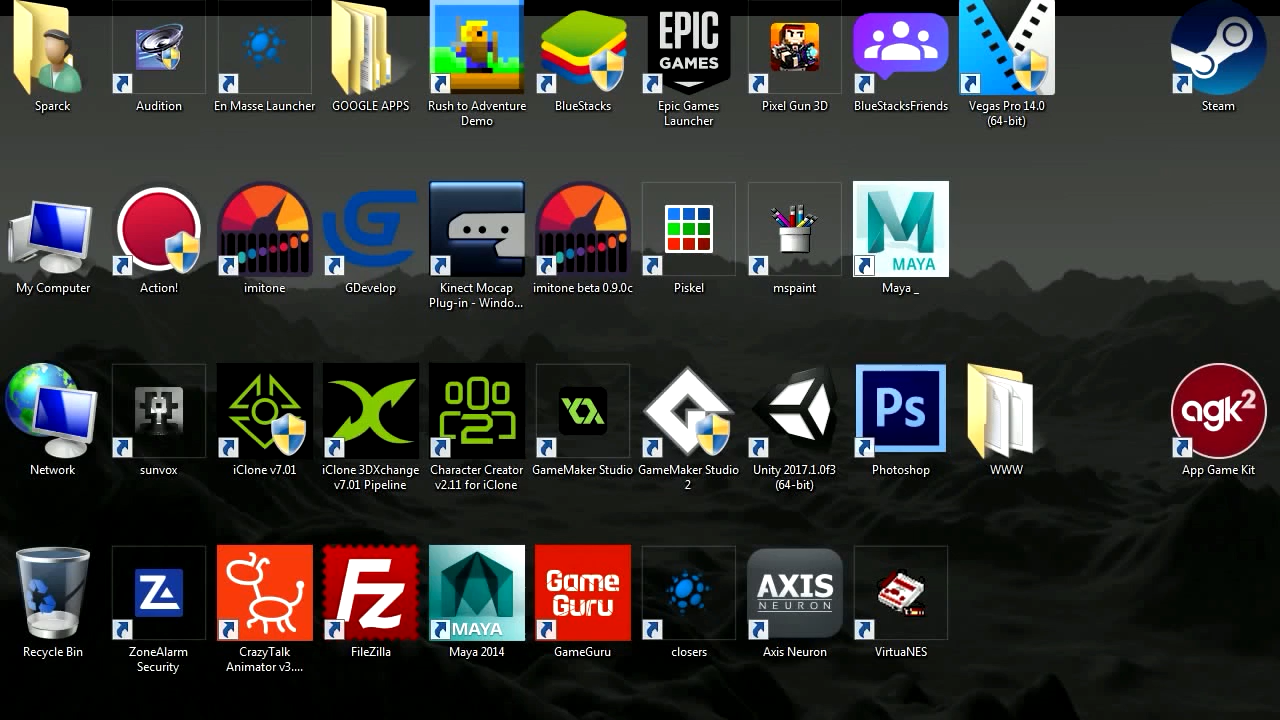 EPIC
GAMES
Sparck
Audition
En Masse Launcher
GOOGLE APPS
Rush to Adventure
Demo
BlueStacks
Epic Games
Launcher
Pixel Gun 3D
BlueStacksFriends
Vegas Pro 14.0
(64-bit)
Steam
MAYA
My Computer
Action!
imitone
GDevelop
Kinect Mocap
Plug-in - Windo...
imitone beta 0.9.0c
Piskel
mspaint
Maya _
Ps
agk2
Network
sunvox
iClone v7.01
iClone 3DXchange
v7.01 Pipeline
Character Creator
v2.11 for iClone
GameMaker Studio
GameMaker Studio
2
Unity 2017.1.0f3
(64-bit)
Photoshop
WWW
App Game Kit
Z
Fz
MAYA
Game
Guru
AXIS
NEURON
Recycle Bin
ZoneAlarm
Security
CrazyTalk
Animator v3....
FileZilla
Maya 2014
GameGuru
closers
Axis Neuron
VirtuaNES